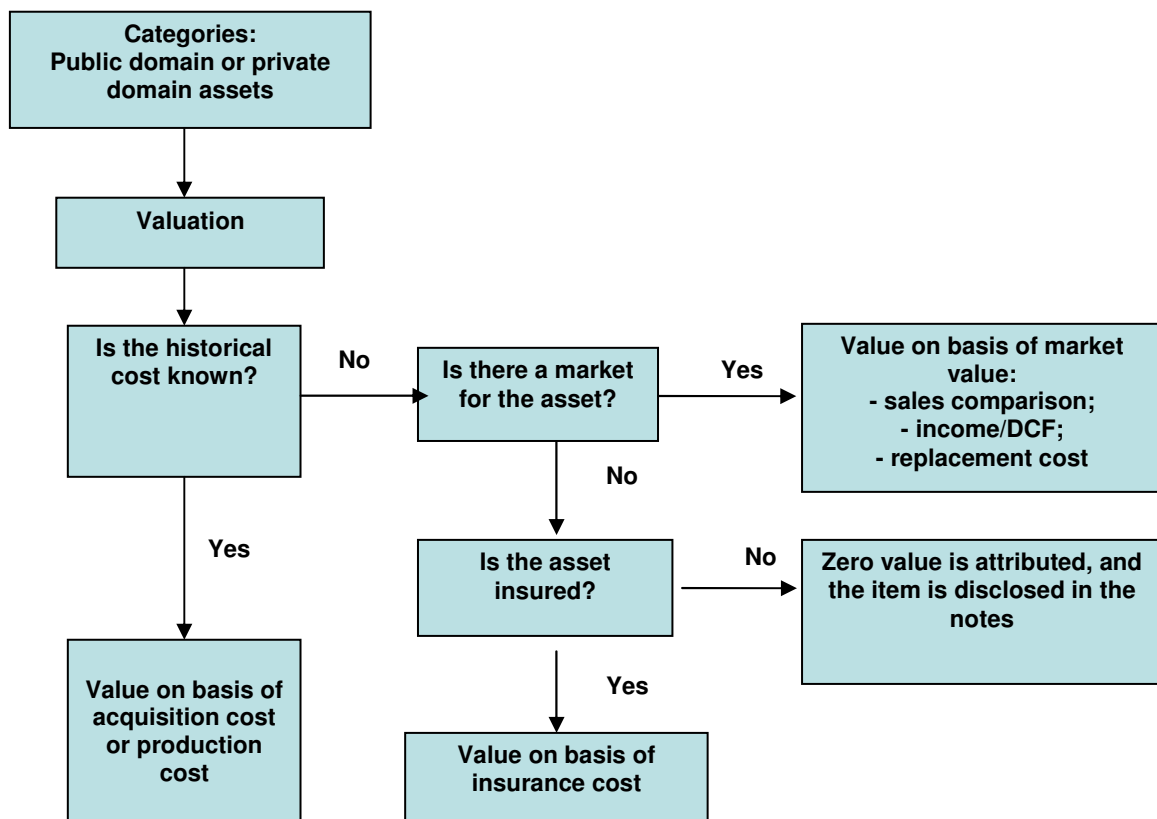 Categories:
Public domain or private
domain assets
Valuation
Is the historical
cost known?
No
Is there a market
for the asset?
Yes
Value on basis of market
value:
- sales comparison;
- income/DCF;
- replacement cost
No
Yes
Is the asset
insured?
No
Zero value is attributed, and
the item is disclosed in the
notes
Value on basis of
acquisition cost
or production
cost
Yes
Value on basis of
insurance cost